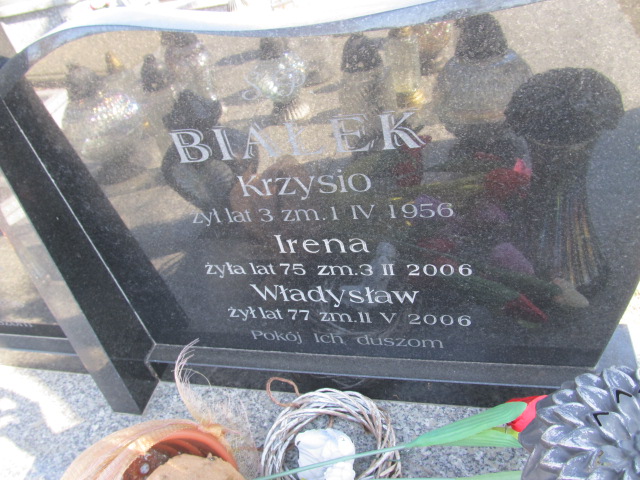 BIAŁEK
Krzysio
żył lat 3 zm. 1 IV 1956
Irena
żyła lat 75 zm. 3 II 2006
Władysław
żył lat 77 zm. 11 V 2006
Pokój ich duszom